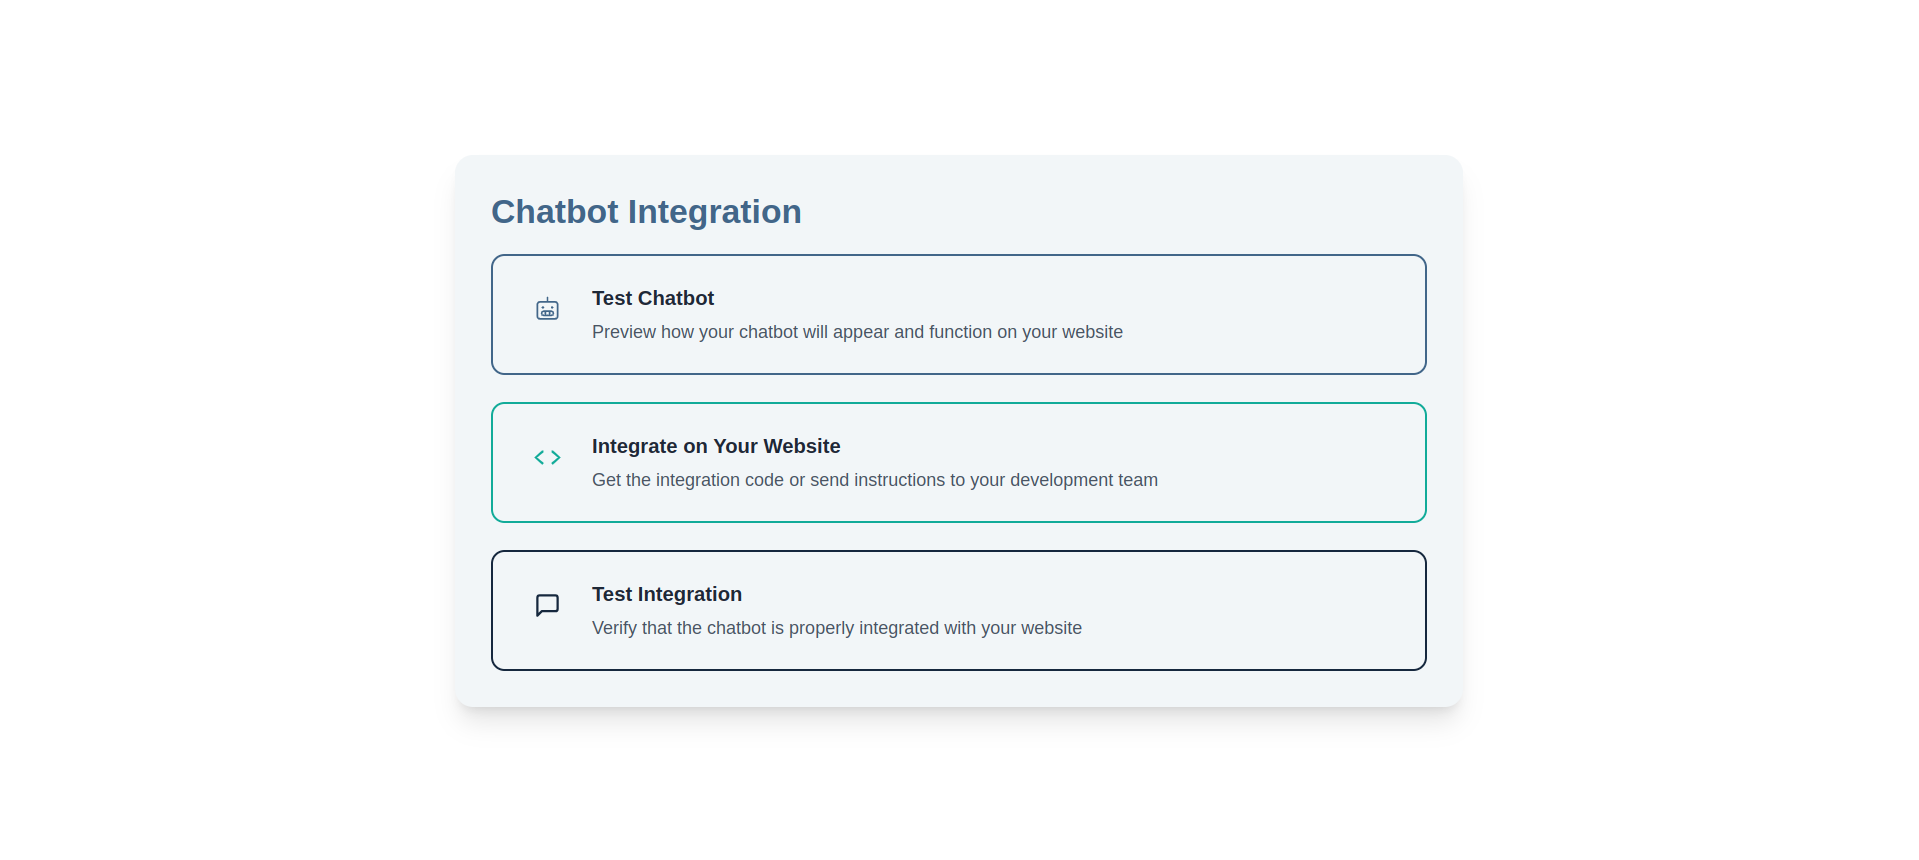 Chatbot Integration
Test Chatbot
Preview how your chatbot will appear and function on your website
Integrate on Your Website
Get the integration code or send instructions to your development team
Test Integration
Verify that the chatbot is properly integrated with your website